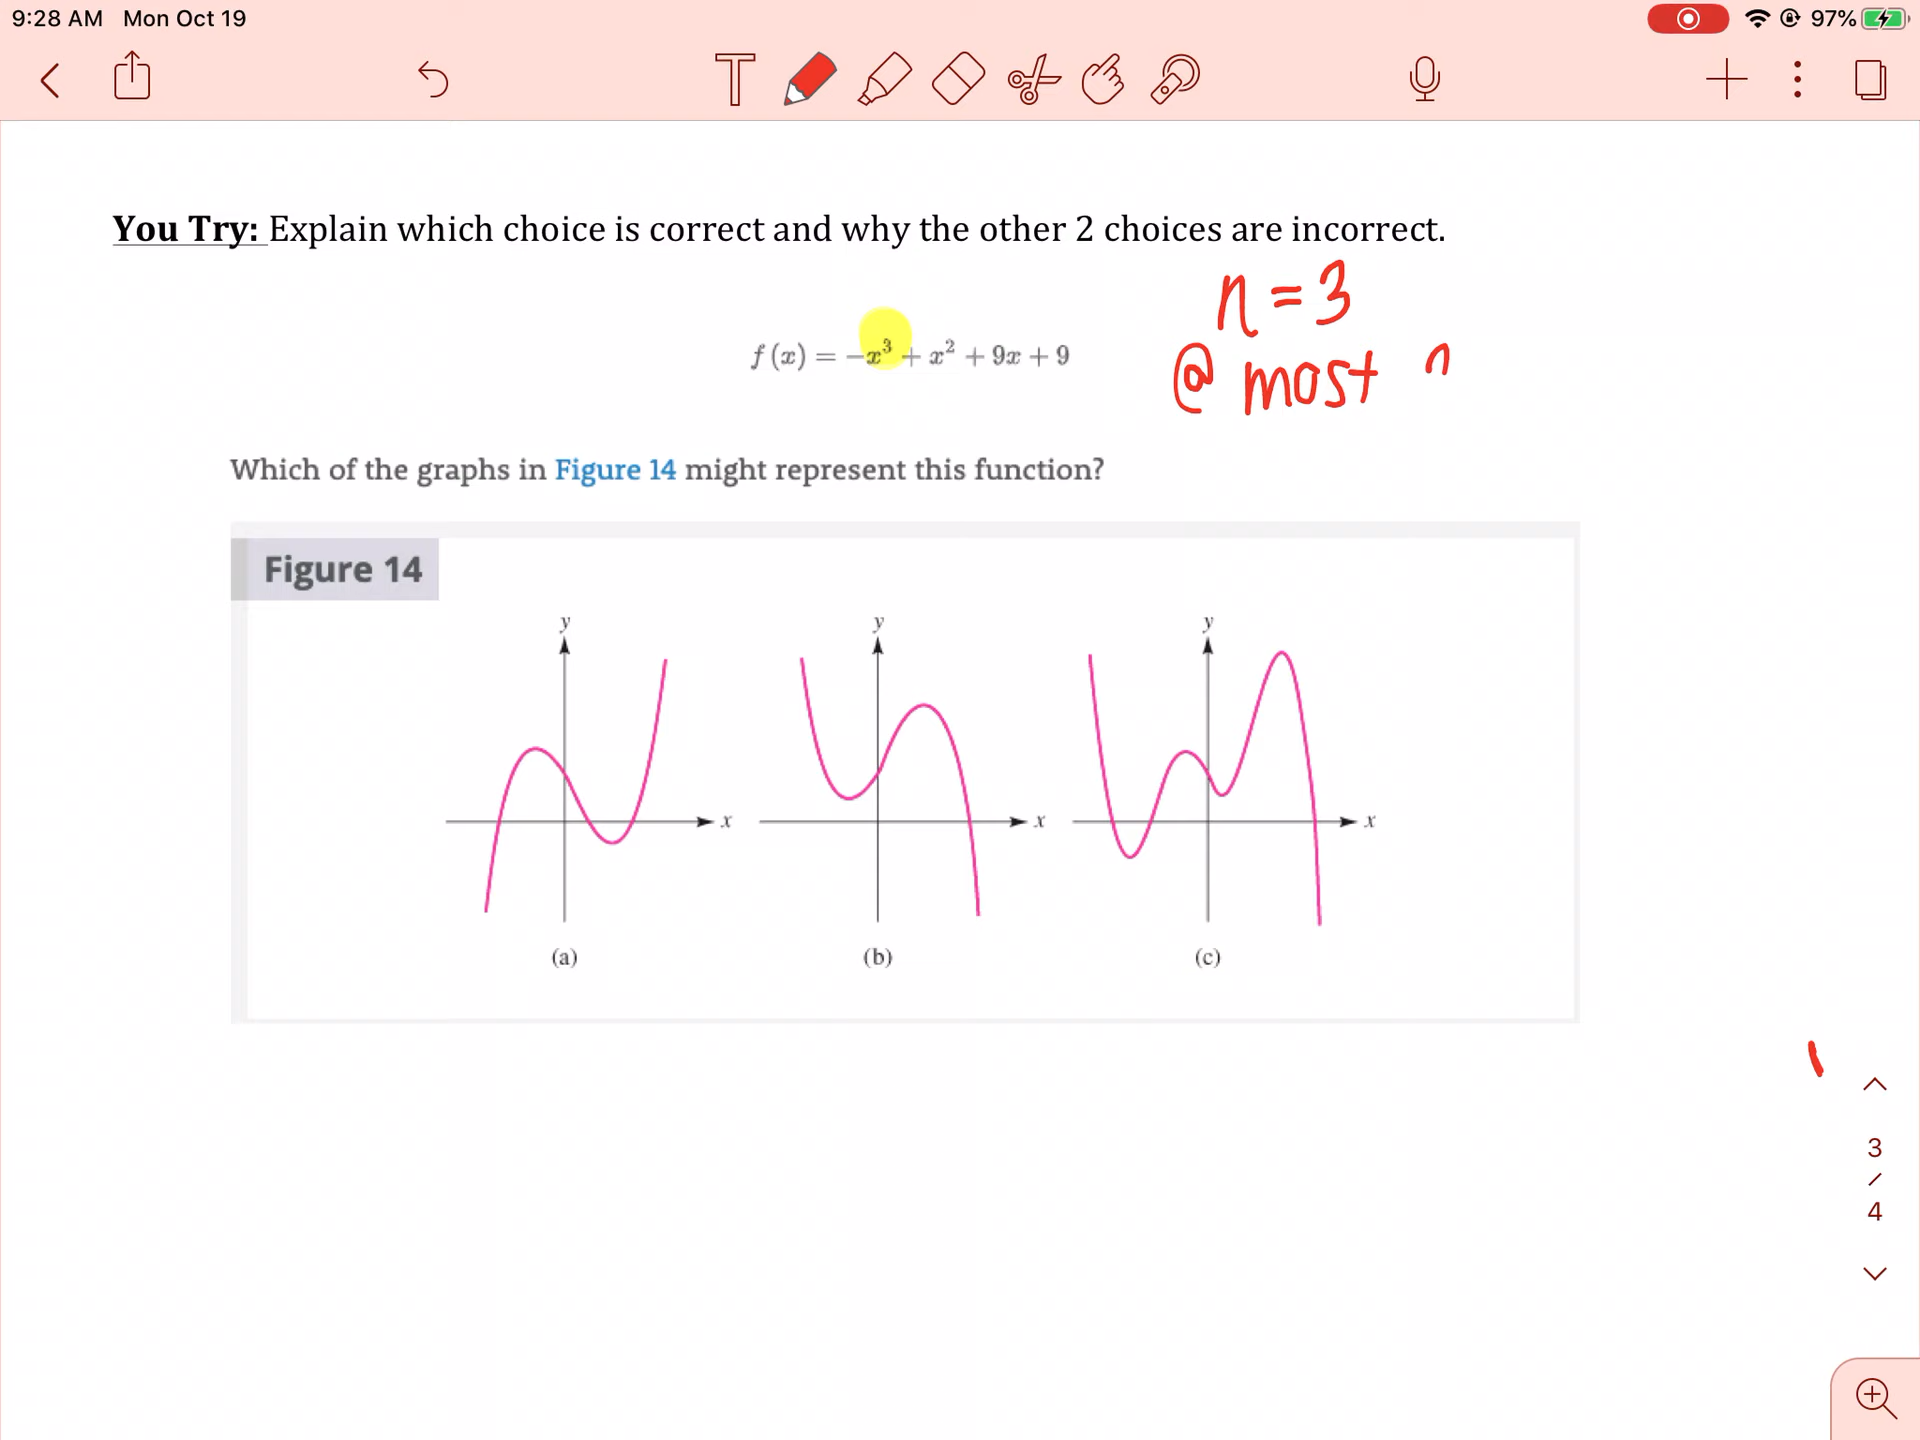 9:28 AM Mon Oct 19 97%
You Try: Explain which choice is correct and why the other 2 choices are incorrect.
n = 3
f (x) = −x³ + x² + 9x + 9
@ most
Which of the graphs in Figure 14 might represent this function?
Figure 14
y y y
x x x
(a) (b) (c)
3
/
4